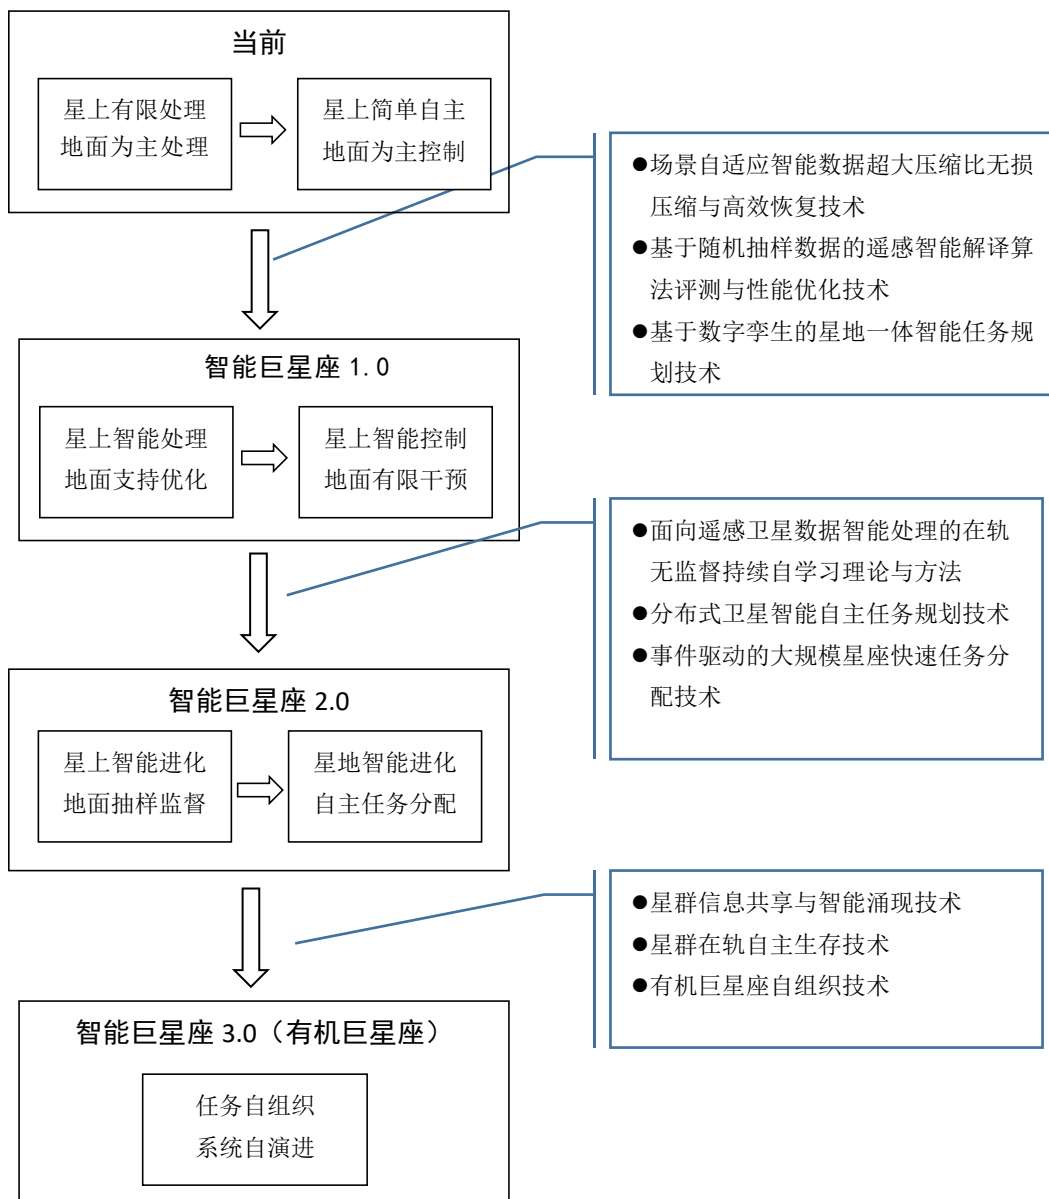 当前
星上有限处理
地面为主处理
星上简单自主
地面为主控制
●场景自适应智能数据超大压缩比无损
压缩与高效恢复技术
●基于随机抽样数据的遥感智能解译算
法评测与性能优化技术
●基于数字孪生的星地一体智能任务规
划技术
智能巨星座 1.0
星上智能处理
地面支持优化
星上智能控制
地面有限干预
●面向遥感卫星数据智能处理的在轨
无监督持续自学习理论与方法
●分布式卫星智能自主任务规划技术
●事件驱动的大规模星座快速任务分
配技术
智能巨星座 2.0
星上智能进化
地面抽样监督
星地智能进化
自主任务分配
●星群信息共享与智能涌现技术
●星群在轨自主生存技术
●有机巨星座自组织技术
智能巨星座 3.0（有机巨星座）
任务自组织
系统自演进